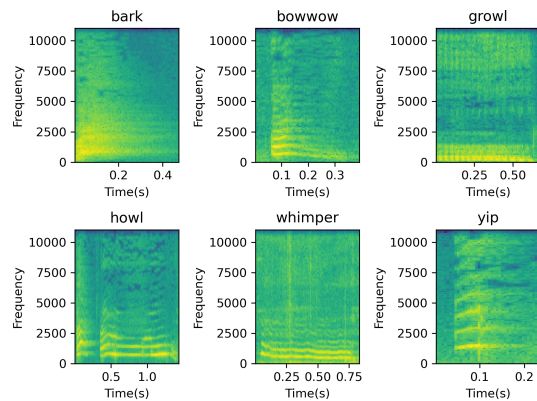 bark
bowwow
growl
10000
7500
5000
2500
0
Frequency
0.2
0.4
Time(s)
10000
7500
5000
2500
0
Frequency
0.1
0.2
0.3
Time(s)
10000
7500
5000
2500
0
Frequency
0.25
0.50
Time(s)
howl
whimper
yip
10000
7500
5000
2500
0
Frequency
0.5
1.0
Time(s)
10000
7500
5000
2500
0
Frequency
0.25
0.50
0.75
Time(s)
10000
7500
5000
2500
0
Frequency
0.1
0.2
Time(s)